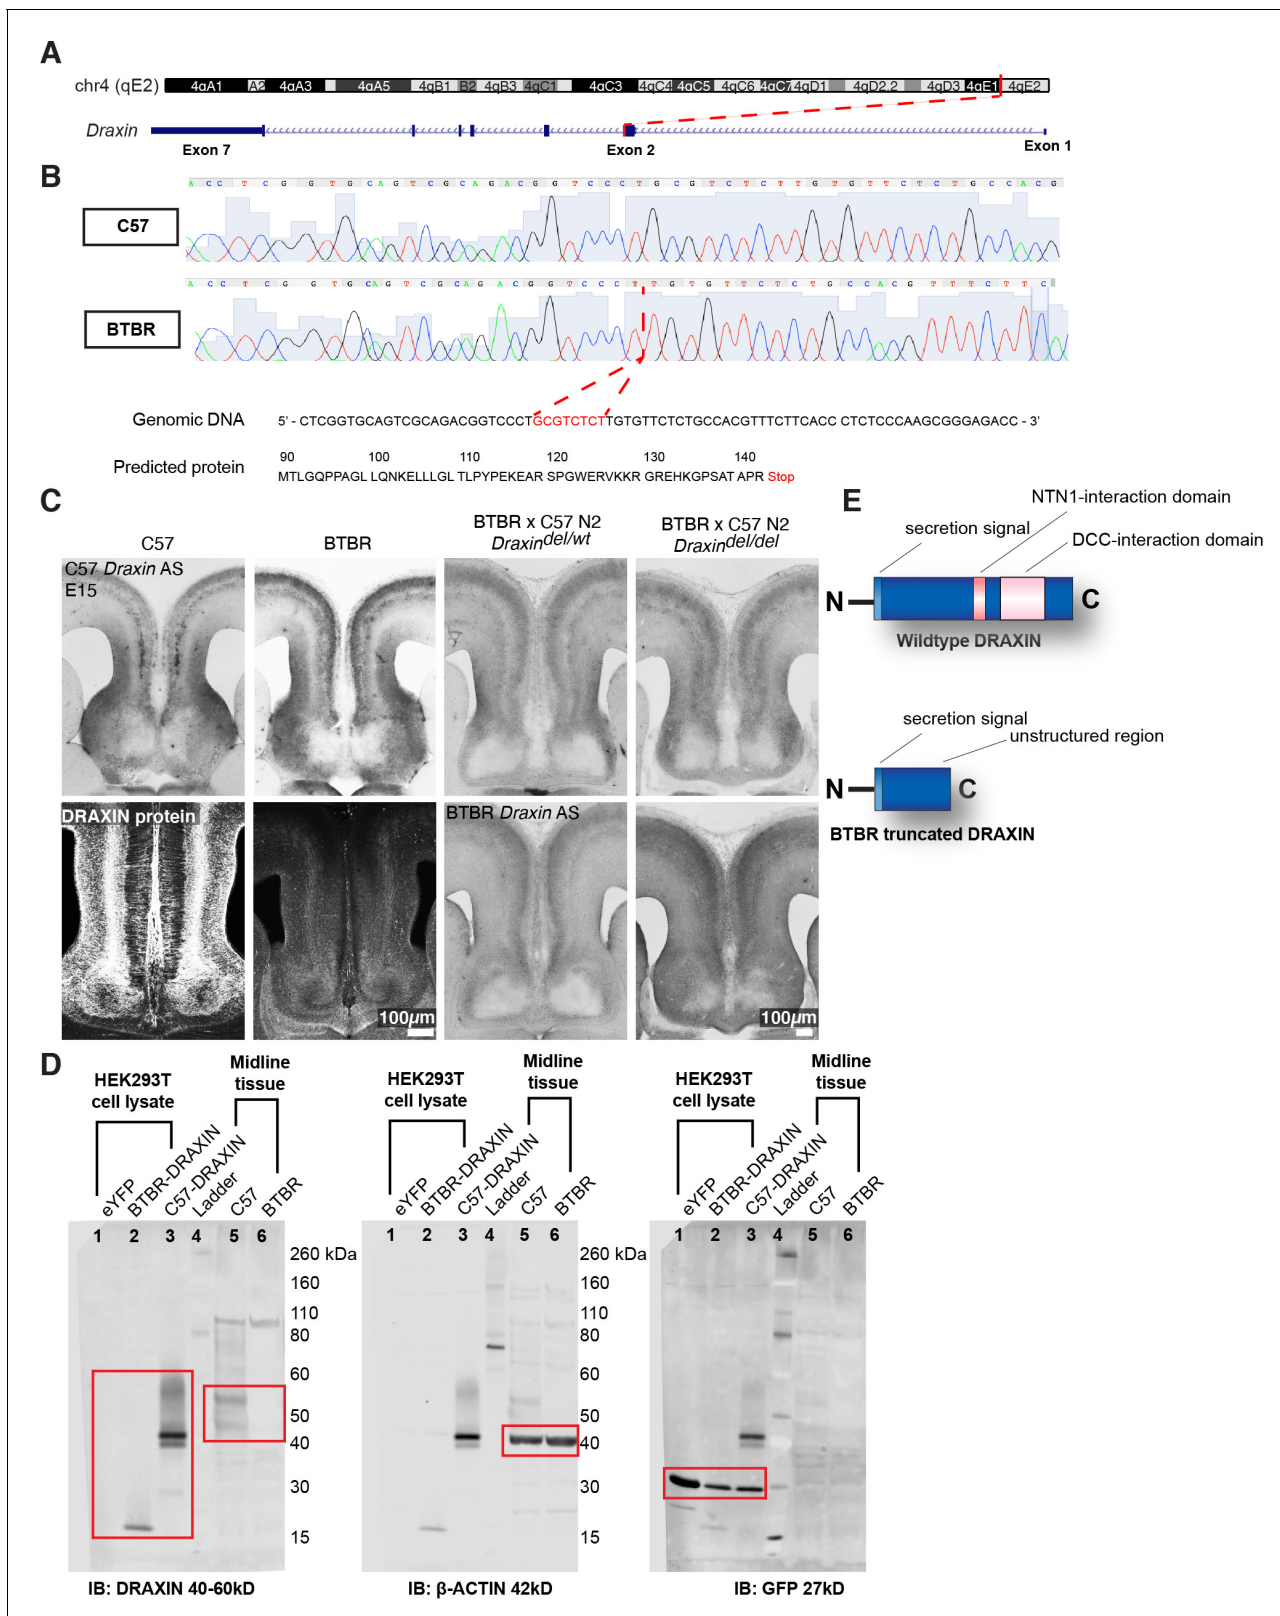 A
chr4 (qE2) 4qA1 A2 4qA3 4qA5 4qB1 B2 4qB3 4qC1 4qC3 4qC4 4qC5 4qC6 4qC7 4qD1 4qD2.2 4qD3 4qE1 4qE2
Draxin
Exon 7 Exon 2 Exon 1
B
A C C T C G G T G C A G T C G C A G A C G G T C C C T G C G T C T C T T G T G T T C T C T G C C A C G
C57
A C C T C G G T G C A G T C G C A G A C G G T C C C T T G T G T T C T C T G C C A C G T T T C T T C
BTBR
Genomic DNA 5' - CTCGGTGCAGTCGCAGACGGTCCCTGCGTCTCTTGTGTTCTCTGCCACGTTTCTTCACC CTCTCCCAAGCGGGAGACC - 3'
90 100 110 120 130 140
Predicted protein MTLGQPPAGL LQNKELLLGL TLPYPEKEAR SPGWERVKKR GREHKGPSAT APR Stop
C
C57 BTBR BTBR x C57 N2 Draxin del/wt BTBR x C57 N2 Draxin del/del
C57 Draxin AS
E15
DRAXIN protein
BTBR Draxin AS
100µm 100µm
E
NTN1-interaction domain
secretion signal
DCC-interaction domain
N C
Wildtype DRAXIN
secretion signal
unstructured region
N C
BTBR truncated DRAXIN
D
HEK293T cell lysate Midline tissue
eYFP BTBR-DRAXIN C57-DRAXIN Ladder C57 BTBR
1 2 3 4 5 6
260 kDa
160
110
80
60
50
40
30
15
IB: DRAXIN 40-60kD
HEK293T cell lysate Midline tissue
eYFP BTBR-DRAXIN C57-DRAXIN Ladder C57 BTBR
1 2 3 4 5 6
260 kDa
160
110
80
60
50
40
30
15
IB: β-ACTIN 42kD
HEK293T cell lysate Midline tissue
eYFP BTBR-DRAXIN C57-DRAXIN Ladder C57 BTBR
1 2 3 4 5 6
IB: GFP 27kD